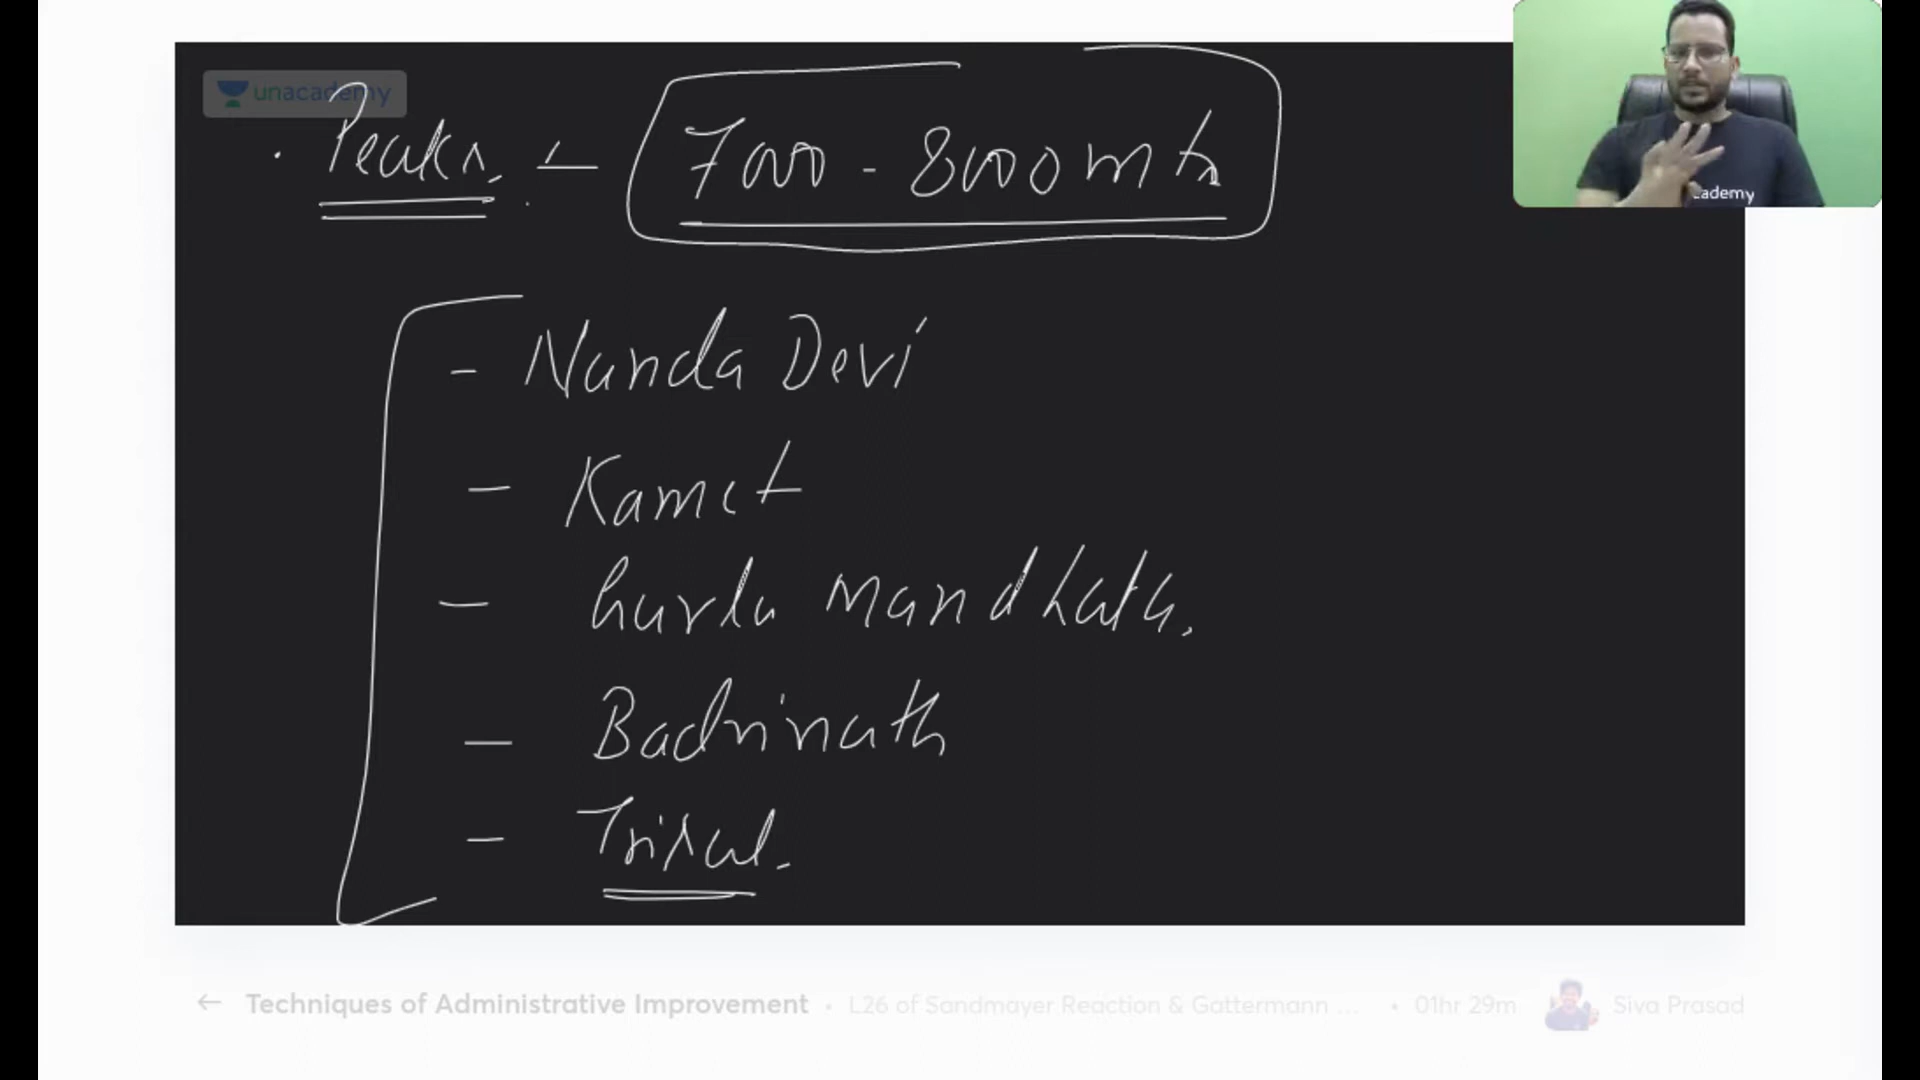 unacademy
. Peaks :- 7000 - 8000 mts
- Nanda Devi
- Kamet
- Gurla Mandhata.
- Badrinath
- Trisul.
cademy
← Techniques of Administrative Improvement • L26 of Sandmayer Reaction & Gattermann ... • 01hr 29m Siva Prasad